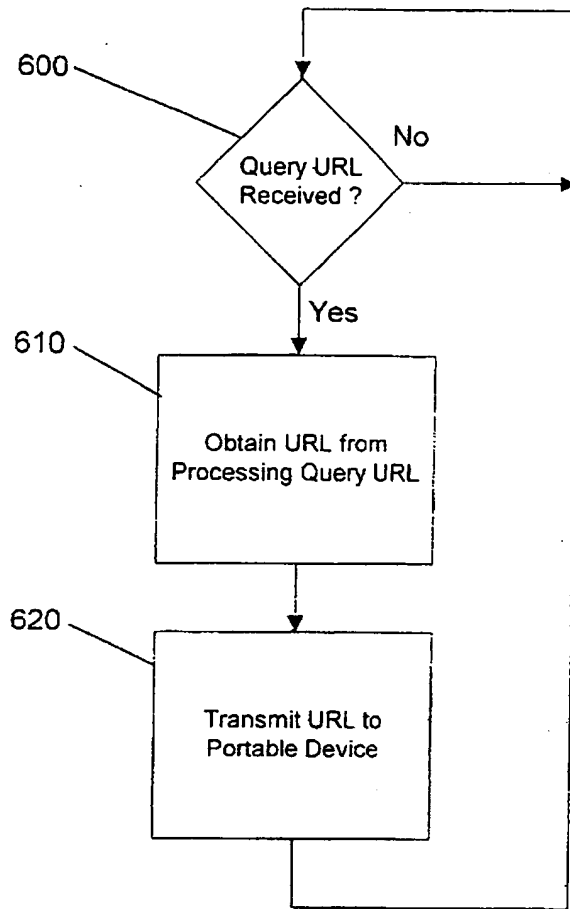 600
No
Query URL
Received ?
Yes
610
Obtain URL from
Processing Query URL
620
Transmit URL to
Portable Device